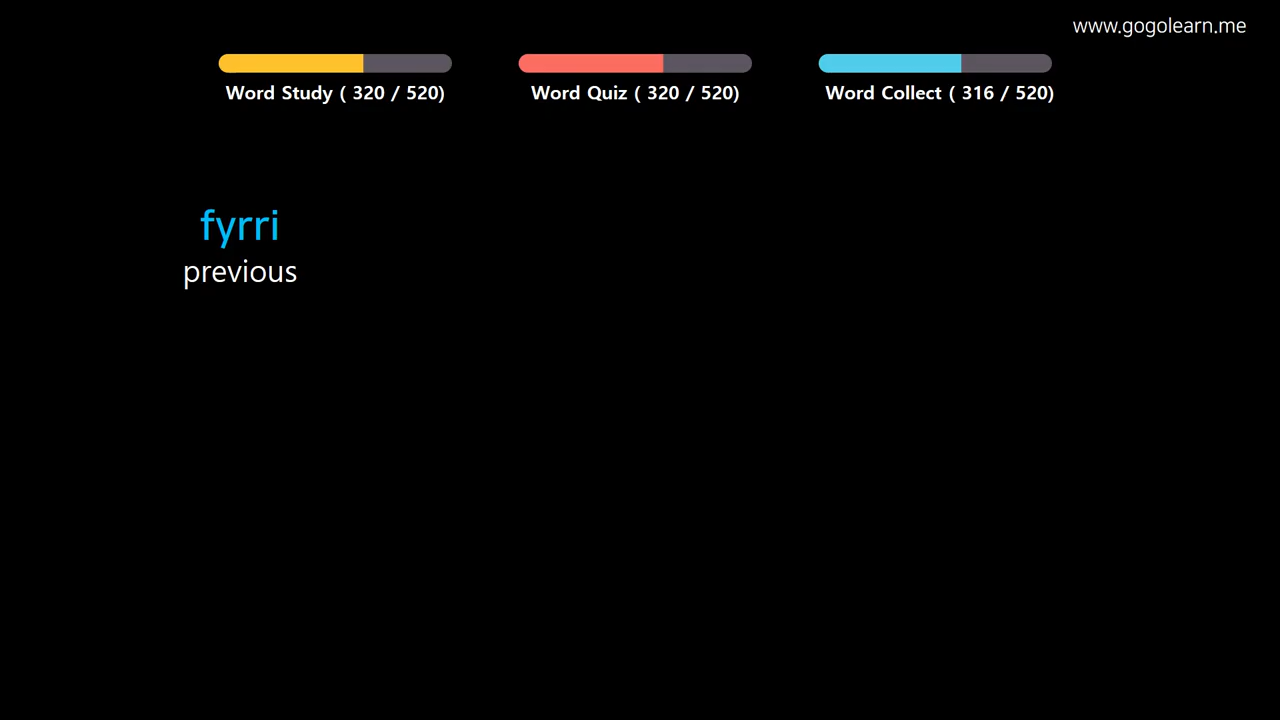 www.gogolearn.me
Word Study ( 320 / 520)
Word Quiz ( 320 / 520)
Word Collect ( 316 / 520)
fyrri
previous